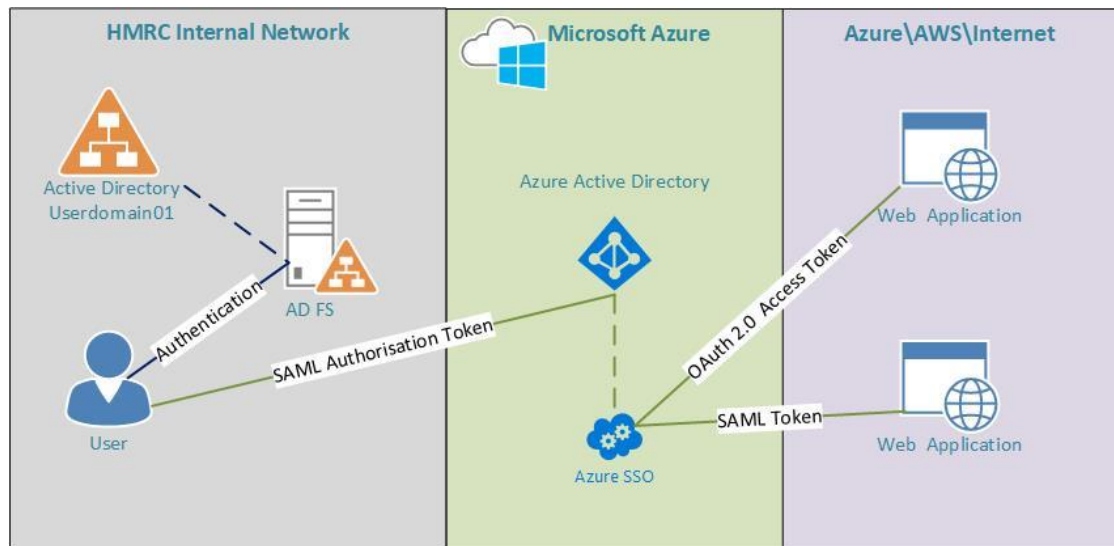 HMRC Internal Network
Active Directory
Userdomain01
AD FS
Authentication
User
SAML Authorisation Token
Microsoft Azure
Azure Active Directory
Azure SSO
OAuth 2.0 Access Token
SAML Token
Azure\AWS\Internet
Web Application
Web Application